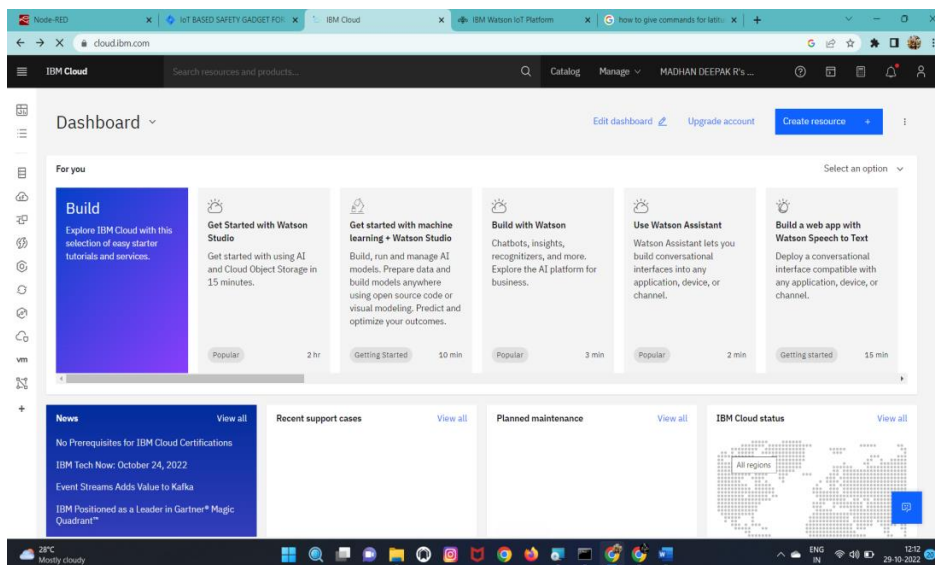 Node-RED
IoT BASED SAFETY GADGET FOR
IBM Cloud
IBM Watson IoT Platform
how to give commands for latitu
cloud.ibm.com
IBM Cloud
Search resources and products...
Catalog
Manage
MADHAN DEEPAK R's ...
Dashboard
Edit dashboard
Upgrade account
Create resource +
For you
Select an option
Build
Explore IBM Cloud with this
selection of easy starter
tutorials and services.
Get Started with Watson
Studio
Get started with using AI
and Cloud Object Storage in
15 minutes.
Popular
2 hr
Get started with machine
learning + Watson Studio
Build, run and manage AI
models. Prepare data and
build models anywhere
using open source code or
visual modeling. Predict and
optimize your outcomes.
Getting Started
10 min
Build with Watson
Chatbots, insights,
recognizers, and more.
Explore the AI platform for
business.
Popular
3 min
Use Watson Assistant
Watson Assistant lets you
build conversational
interfaces into any
application, device, or
channel.
Popular
2 min
Build a web app with
Watson Speech to Text
Deploy a conversational
interface compatible with
any application, device, or
channel.
Getting started
15 min
vm
News
View all
No Prerequisites for IBM Cloud Certifications
IBM Tech Now: October 24, 2022
Event Streams Adds Value to Kafka
IBM Positioned as a Leader in Gartner® Magic
Quadrant™
Recent support cases
View all
Planned maintenance
View all
IBM Cloud status
View all
All regions
28°C
Mostly cloudy
ENG
IN
12:12
29-10-2022